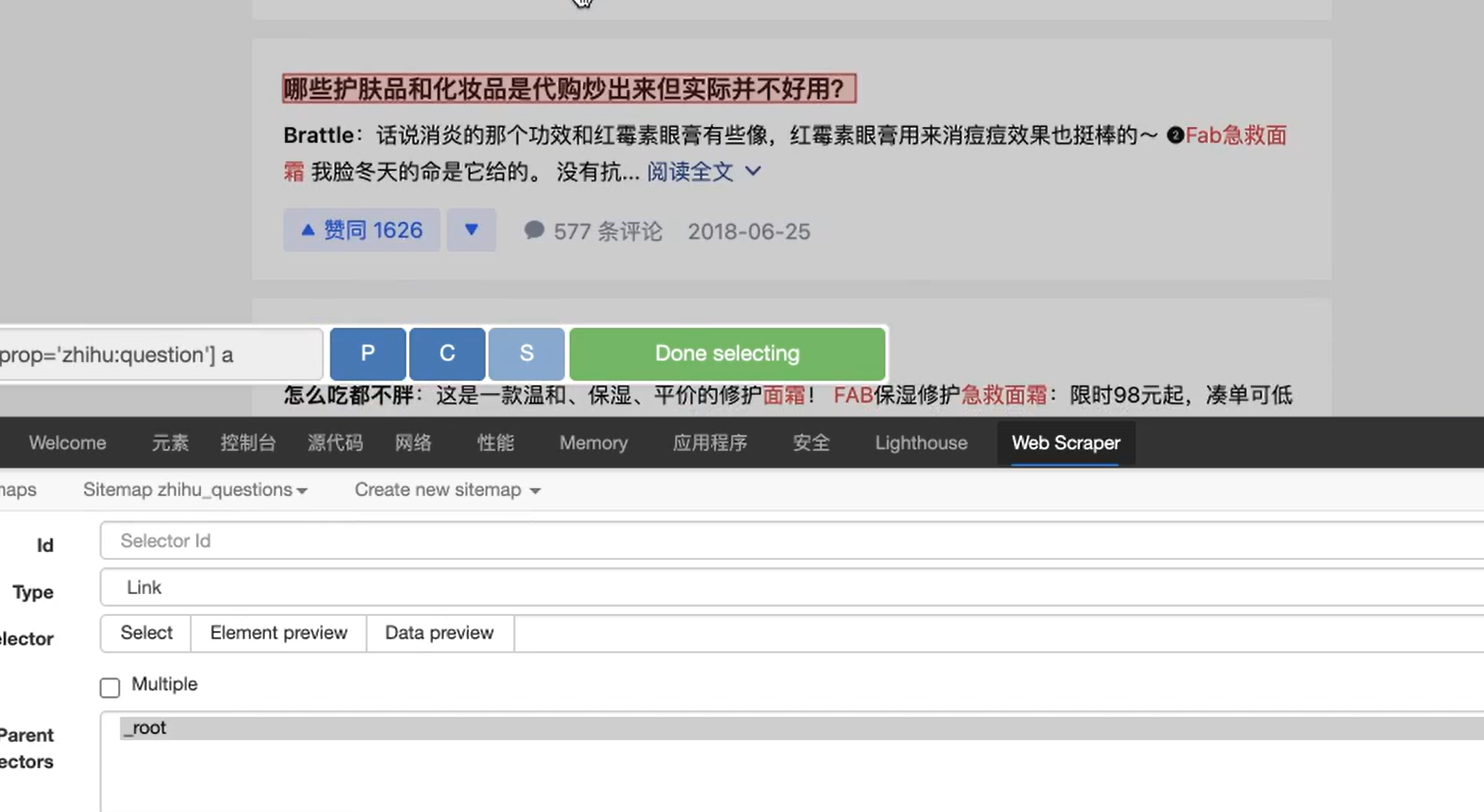 哪些护肤品和化妆品是代购炒出来但实际并不好用？
Brattle：话说消炎的那个功效和红霉素眼膏有些像，红霉素眼膏用来消痘痘效果也挺棒的～ ❷Fab急救面
霜 我脸冬天的命是它给的。 没有抗... 阅读全文
赞同 1626 577 条评论 2018-06-25
prop='zhihu:question'] a P C S Done selecting
怎么吃都不胖：这是一款温和、保湿、平价的修护面霜！ FAB保湿修护急救面霜：限时98元起，凑单可低
Welcome 元素 控制台 源代码 网络 性能 Memory 应用程序 安全 Lighthouse Web Scraper
naps Sitemap zhihu_questions Create new sitemap
Id Selector Id
Type Link
elector Select Element preview Data preview
Multiple
Parent _root
ectors